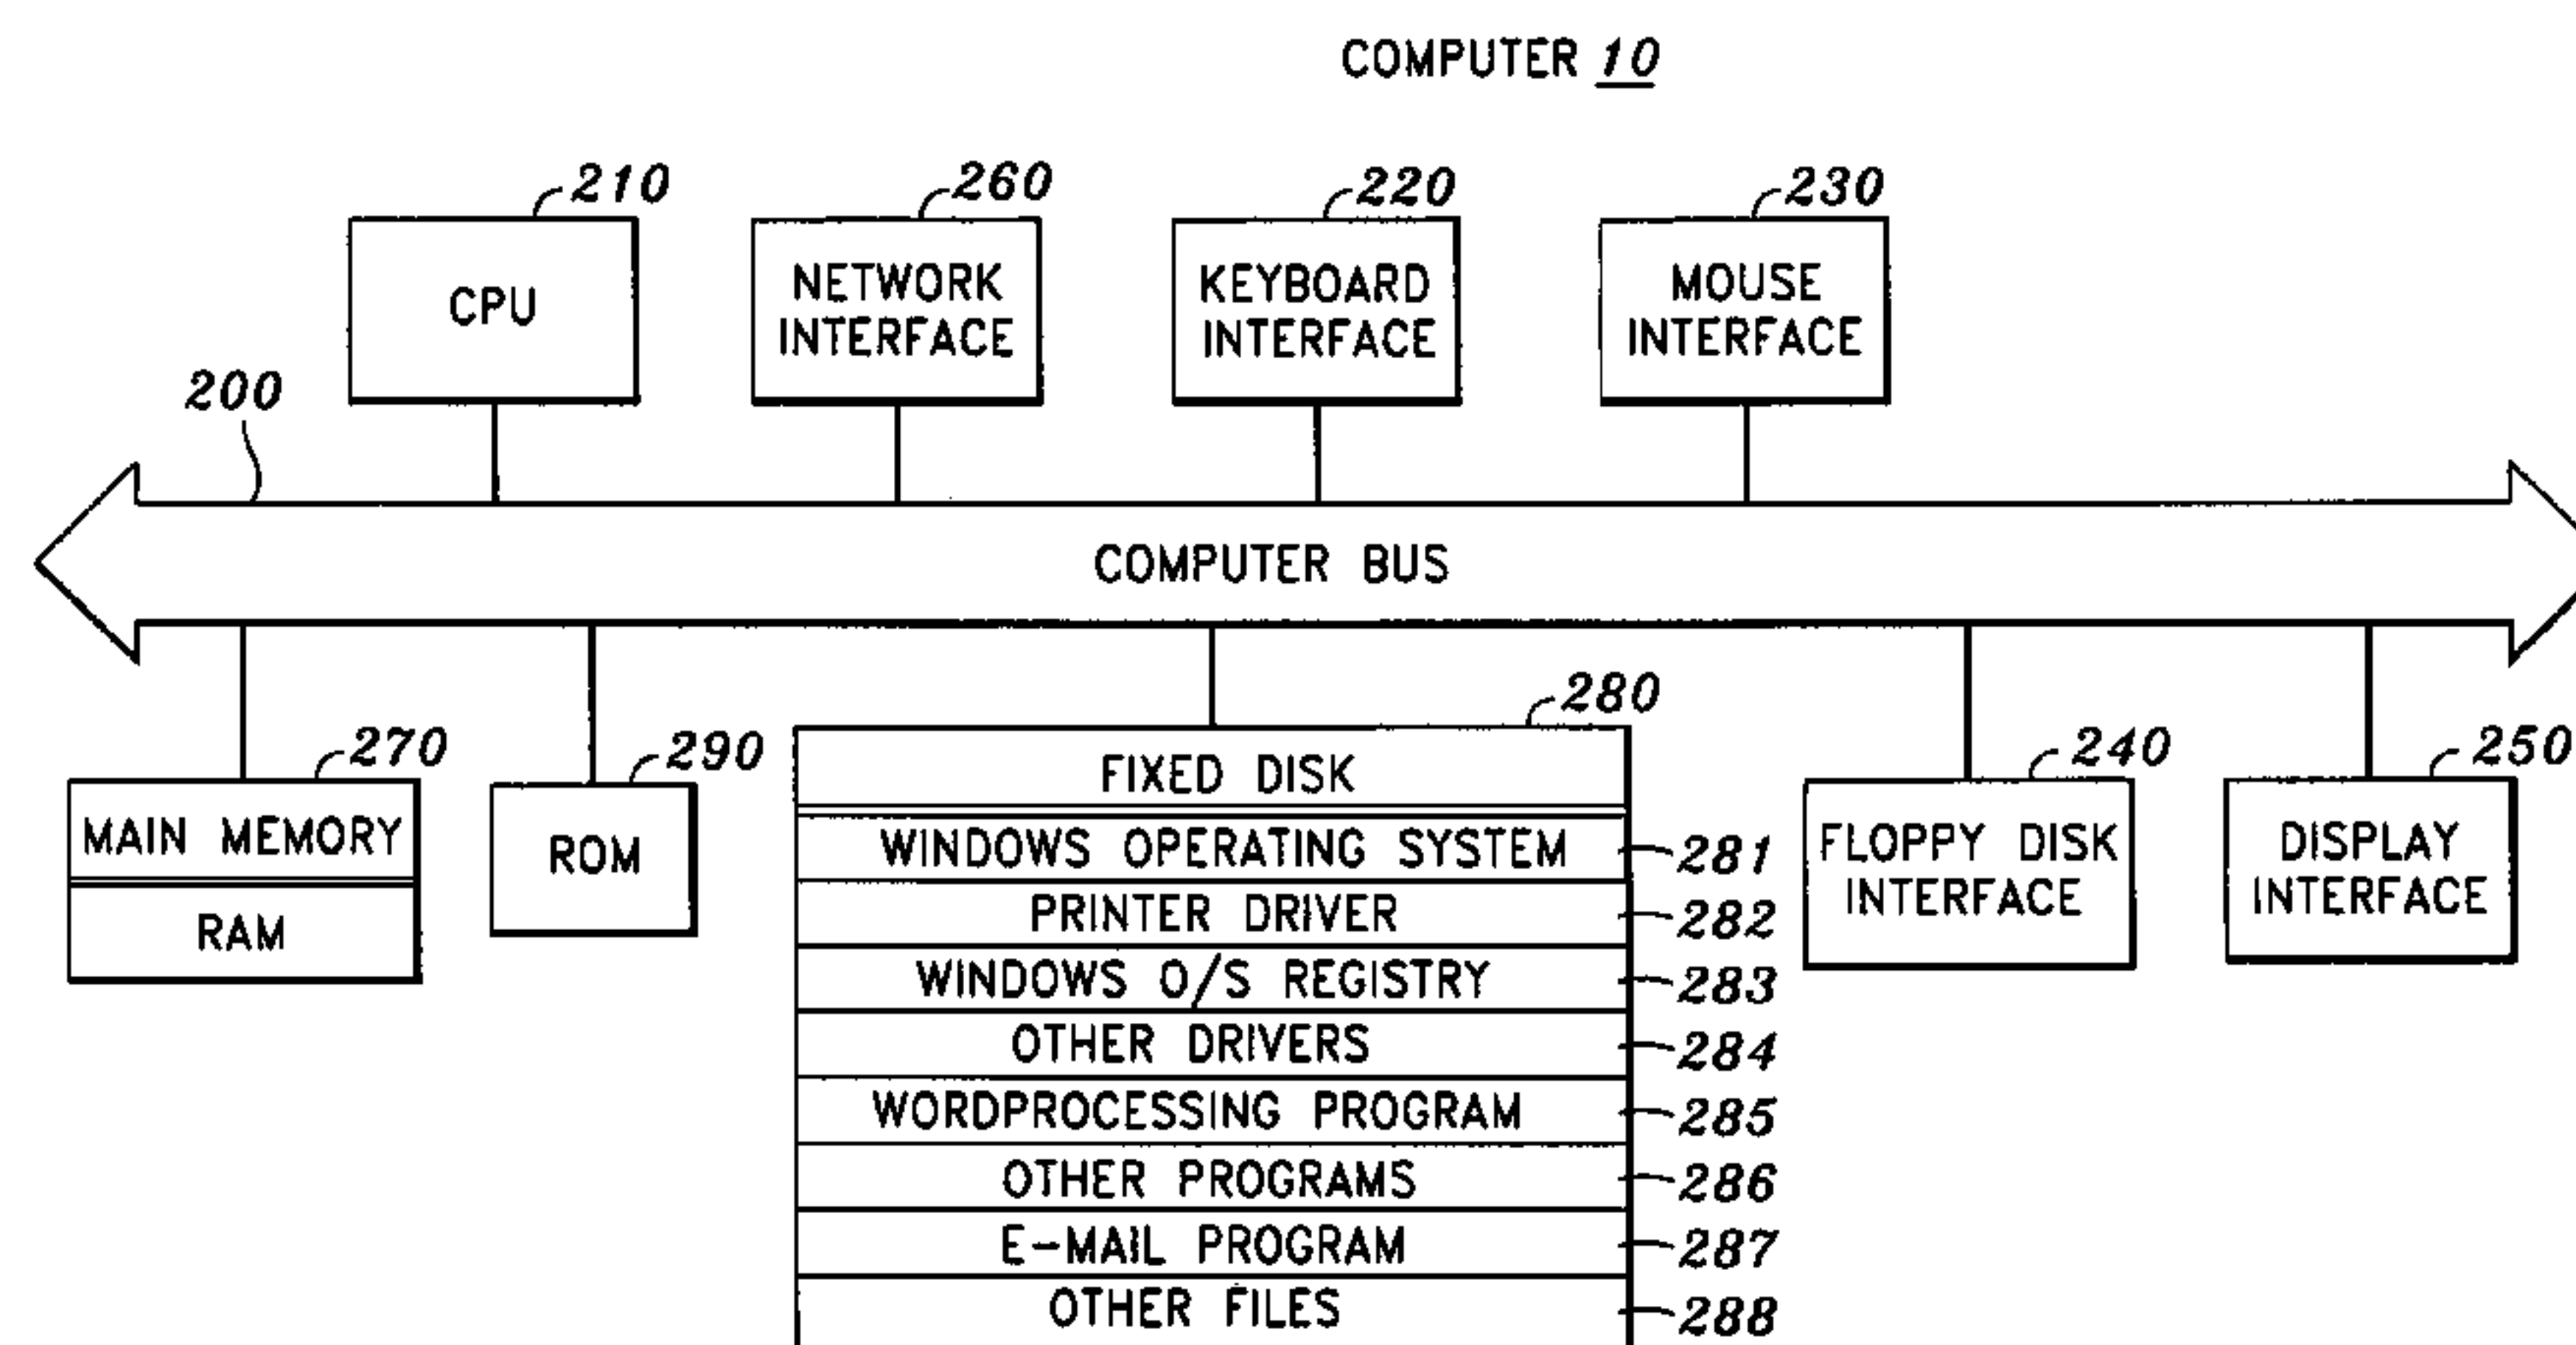 COMPUTER 10
210
260
220
230
CPU
NETWORK
INTERFACE
KEYBOARD
INTERFACE
MOUSE
INTERFACE
200
COMPUTER BUS
270
290
280
240
250
MAIN MEMORY
RAM
ROM
FIXED DISK
WINDOWS OPERATING SYSTEM 281
PRINTER DRIVER 282
WINDOWS O/S REGISTRY 283
OTHER DRIVERS 284
WORDPROCESSING PROGRAM 285
OTHER PROGRAMS 286
E-MAIL PROGRAM 287
OTHER FILES 288
FLOPPY DISK
INTERFACE
DISPLAY
INTERFACE